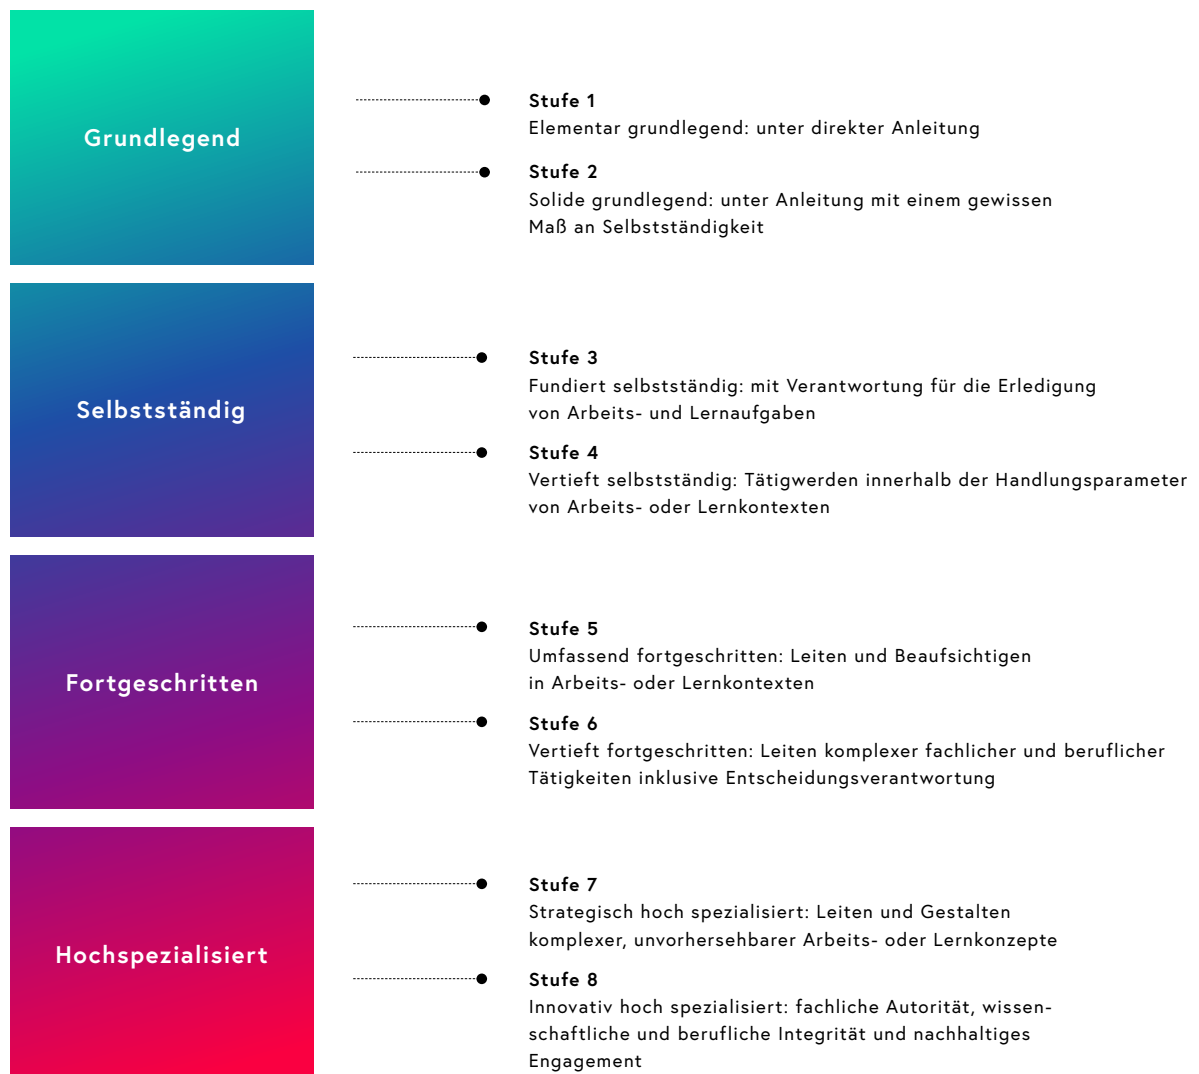 Grundlegend
Stufe 1
Elementar grundlegend: unter direkter Anleitung
Stufe 2
Solide grundlegend: unter Anleitung mit einem gewissen
Maß an Selbstständigkeit
Selbstständig
Stufe 3
Fundiert selbstständig: mit Verantwortung für die Erledigung
von Arbeits- und Lernaufgaben
Stufe 4
Vertieft selbstständig: Tätigwerden innerhalb der Handlungsparameter
von Arbeits- oder Lernkontexten
Fortgeschritten
Stufe 5
Umfassend fortgeschritten: Leiten und Beaufsichtigen
in Arbeits- oder Lernkontexten
Stufe 6
Vertieft fortgeschritten: Leiten komplexer fachlicher und beruflicher
Tätigkeiten inklusive Entscheidungsverantwortung
Hochspezialisiert
Stufe 7
Strategisch hoch spezialisiert: Leiten und Gestalten
komplexer, unvorhersehbarer Arbeits- oder Lernkonzepte
Stufe 8
Innovativ hoch spezialisiert: fachliche Autorität, wissen-
schaftliche und berufliche Integrität und nachhaltiges
Engagement